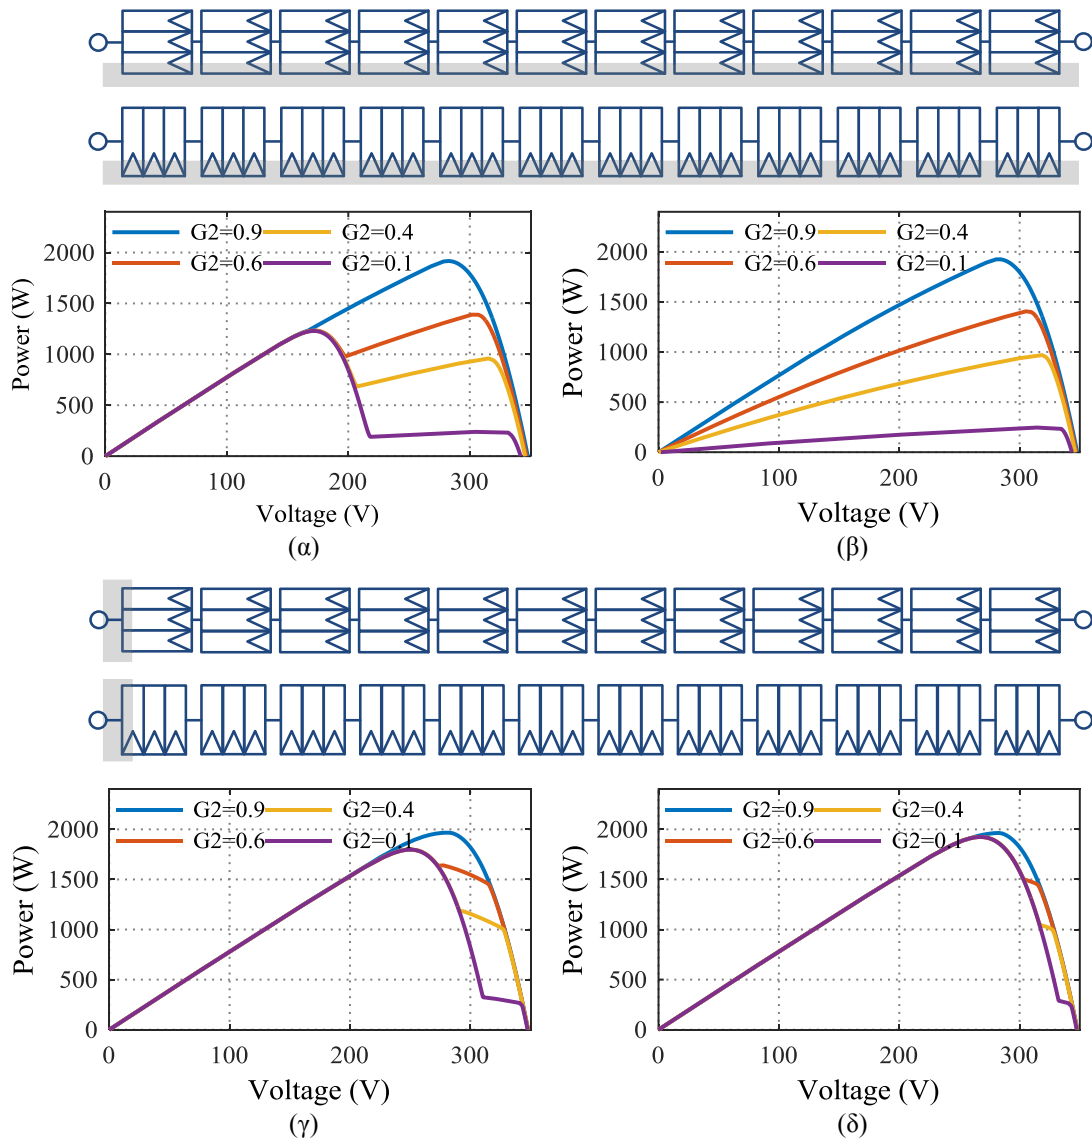 G2=0.9 G2=0.4
G2=0.6 G2=0.1
2000
1500
1000
500
0
Power (W)
0 100 200 300
Voltage (V)
(α)
G2=0.9 G2=0.4
G2=0.6 G2=0.1
2000
1500
1000
500
0
Power (W)
0 100 200 300
Voltage (V)
(β)
G2=0.9 G2=0.4
G2=0.6 G2=0.1
2000
1500
1000
500
0
Power (W)
0 100 200 300
Voltage (V)
(γ)
G2=0.9 G2=0.4
G2=0.6 G2=0.1
2000
1500
1000
500
0
Power (W)
0 100 200 300
Voltage (V)
(δ)